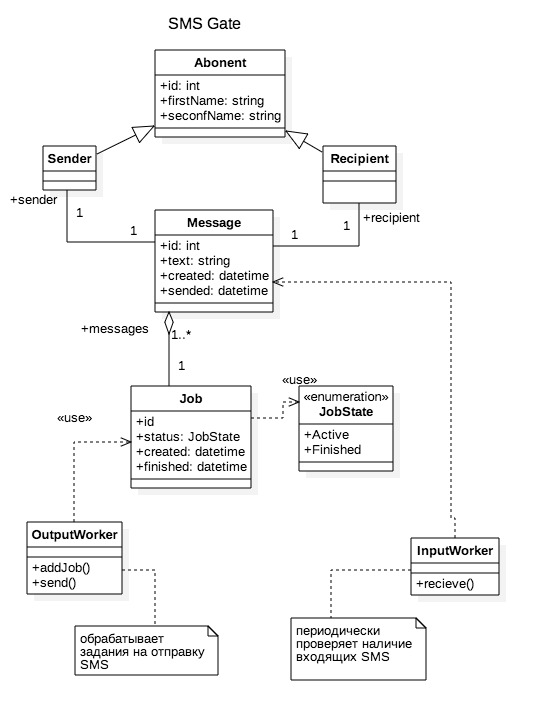 SMS Gate
Abonent
+id: int
+firstName: string
+seconfName: string
Sender
Recipient
+sender
1
1
Message
+id: int
+text: string
+created: datetime
+sended: datetime
1
1
+recipient
+messages
1..*
1
Job
+id
+status: JobState
+created: datetime
+finished: datetime
«use»
«enumeration»
JobState
+Active
+Finished
«use»
OutputWorker
+addJob()
+send()
InputWorker
+recieve()
обрабатывает
задания на отправку
SMS
периодически
проверяет наличие
входящих SMS